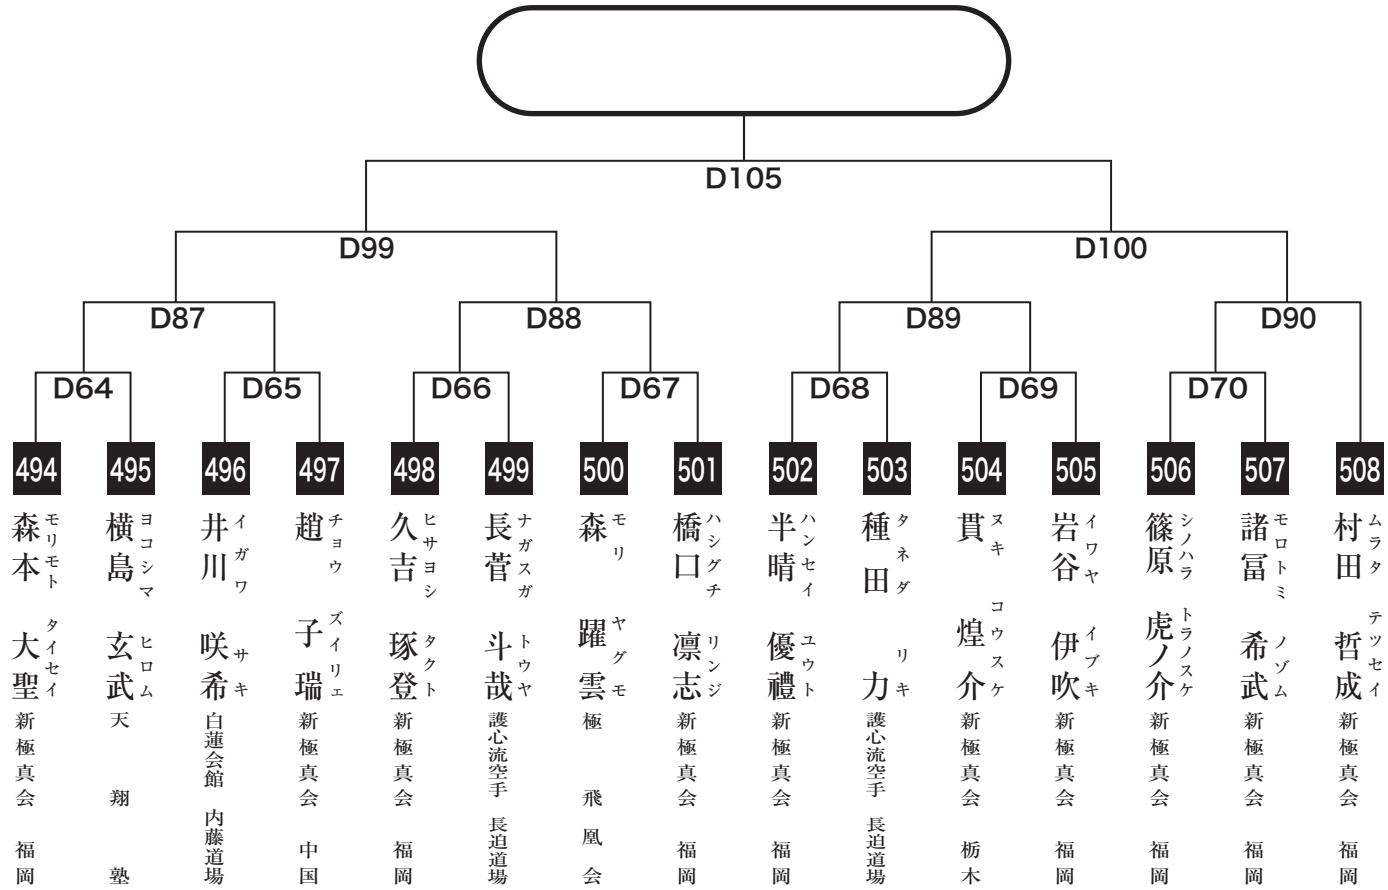 D105
D99
D100
D87
D88
D89
D90
D64
D65
D66
D67
D68
D69
D70
494
495
496
497
498
499
500
501
502
503
504
505
506
507
508
モリモト タイセイ
森本 大聖
新極真会 福岡
ヨコシマ ヒロム
横島 玄武
天翔塾
イガワ サキ
井川 咲希
白蓮会館 内藤道場
チョウ ズイリェ
趙 子瑞
新極真会 中国
ヒサヨシ タクト
久吉 琢登
新極真会 福岡
ナガスガ トウヤ
長菅 斗哉
護心流空手 長迫道場
モリ ヤグモ
森 躍雲
極飛凰会
ハシグチ リンジ
橋口 凛志
新極真会 福岡
ハンセイ ユウト
半晴 優禮
新極真会 福岡
タネダ リキ
種田 力
護心流空手 長迫道場
ヌキ コウスケ
貫 煌介
新極真会 栃木
イワヤ イブキ
岩谷 伊吹
新極真会 福岡
シノハラ トラノスケ
篠原 虎ノ介
新極真会 福岡
モロトミ ノゾム
諸冨 希武
新極真会 福岡
ムラタ テツセイ
村田 哲成
新極真会 福岡